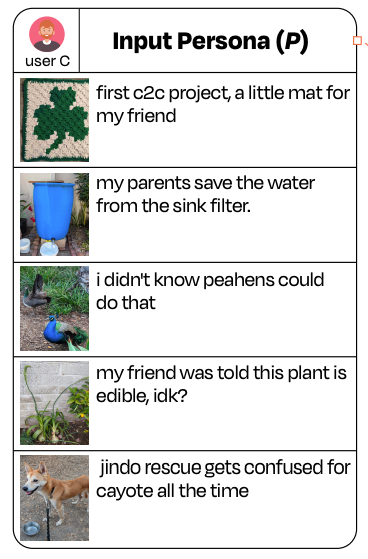 Input Persona (P)
user C
first c2c project, a little mat for
my friend
my parents save the water
from the sink filter.
i didn't know peahens could
do that
my friend was told this plant is
edible, idk?
jindo rescue gets confused for
cayote all the time